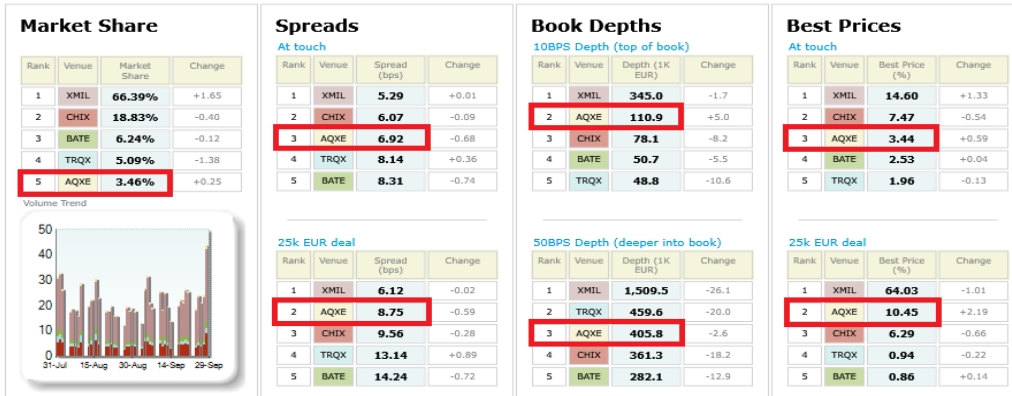 Market Share
Rank Venue Market Share Change
1 XMIL 66.39% +1.65
2 CHIX 18.83% -0.40
3 BATE 6.24% -0.12
4 TRQX 5.09% -1.38
5 AQXE 3.46% +0.25
Volume Trend
50
40
30
20
10
0
31-Jul 15-Aug 30-Aug 14-Sep 29-Sep
Spreads
At touch
Rank Venue Spread (bps) Change
1 XMIL 5.29 +0.01
2 CHIX 6.07 -0.09
3 AQXE 6.92 -0.68
4 TRQX 8.14 +0.36
5 BATE 8.31 -0.74
25k EUR deal
Rank Venue Spread (bps) Change
1 XMIL 6.12 -0.02
2 AQXE 8.75 -0.59
3 CHIX 9.56 -0.28
4 TRQX 13.14 +0.89
5 BATE 14.24 -0.72
Book Depths
10BPS Depth (top of book)
Rank Venue Depth (1K EUR) Change
1 XMIL 345.0 -1.7
2 AQXE 110.9 +5.0
3 CHIX 78.1 -8.2
4 BATE 50.7 -5.5
5 TRQX 48.8 -10.6
50BPS Depth (deeper into book)
Rank Venue Depth (1K EUR) Change
1 XMIL 1,509.5 -26.1
2 TRQX 459.6 -20.0
3 AQXE 405.8 -2.6
4 CHIX 361.3 -18.2
5 BATE 282.1 -12.9
Best Prices
At touch
Rank Venue Best Price (%) Change
1 XMIL 14.60 +1.33
2 CHIX 7.47 -0.54
3 AQXE 3.44 +0.59
4 BATE 2.53 +0.04
5 TRQX 1.96 -0.13
25k EUR deal
Rank Venue Best Price (%) Change
1 XMIL 64.03 -1.01
2 AQXE 10.45 +2.19
3 CHIX 6.29 -0.66
4 TRQX 0.94 -0.22
5 BATE 0.86 +0.14